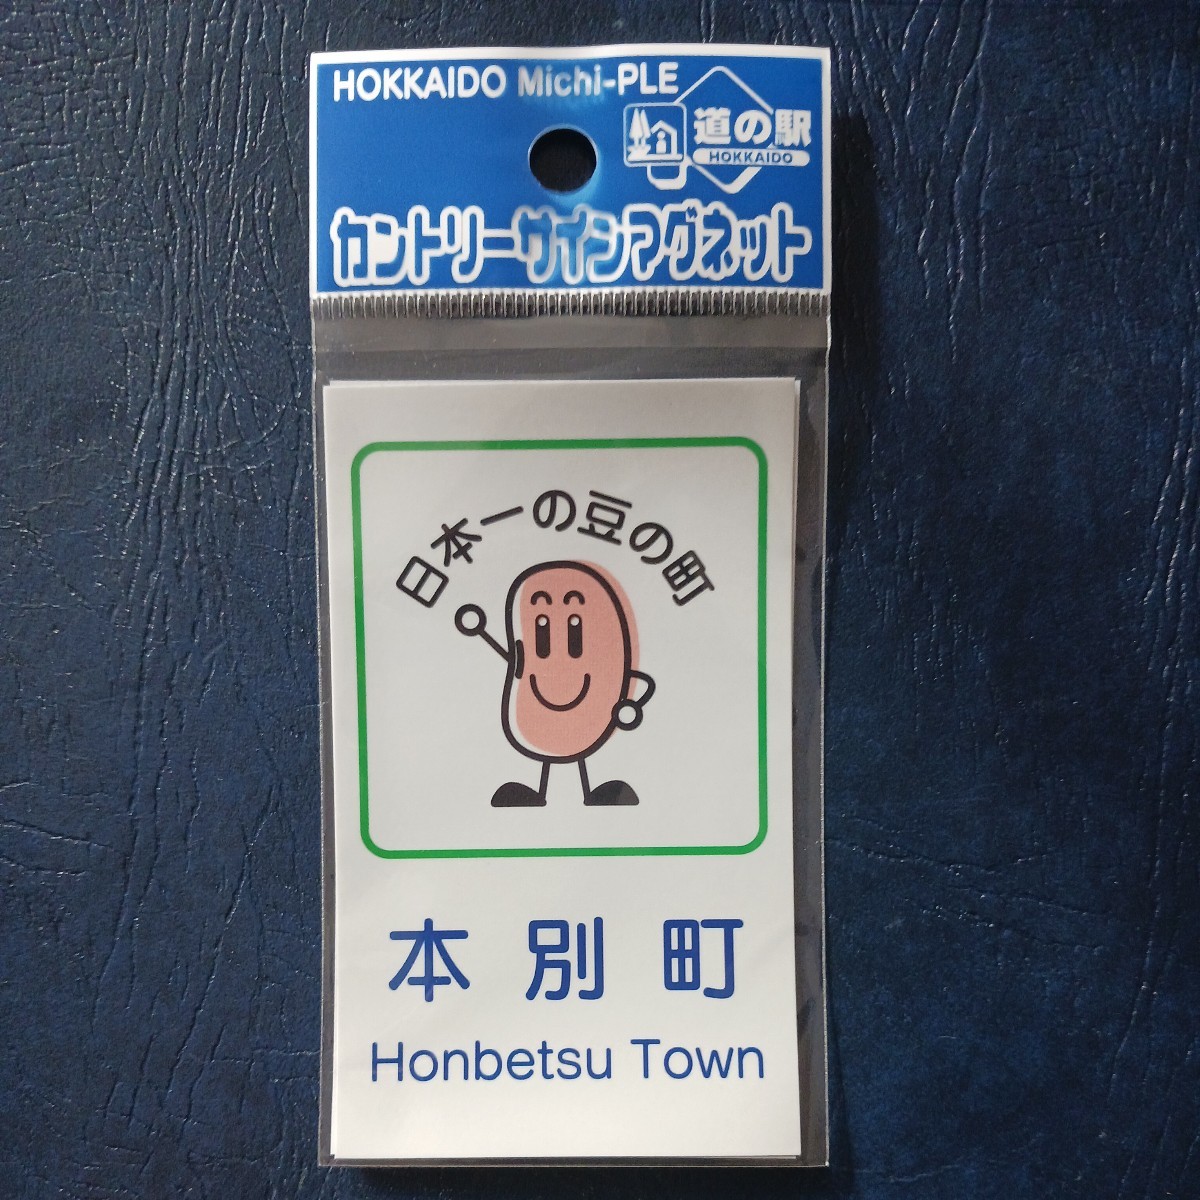 HOKKAIDO Michi-PLE
道の駅
HOKKAIDO
カントリーサインマグネット
日本一の豆の町
本別町
Honbetsu Town